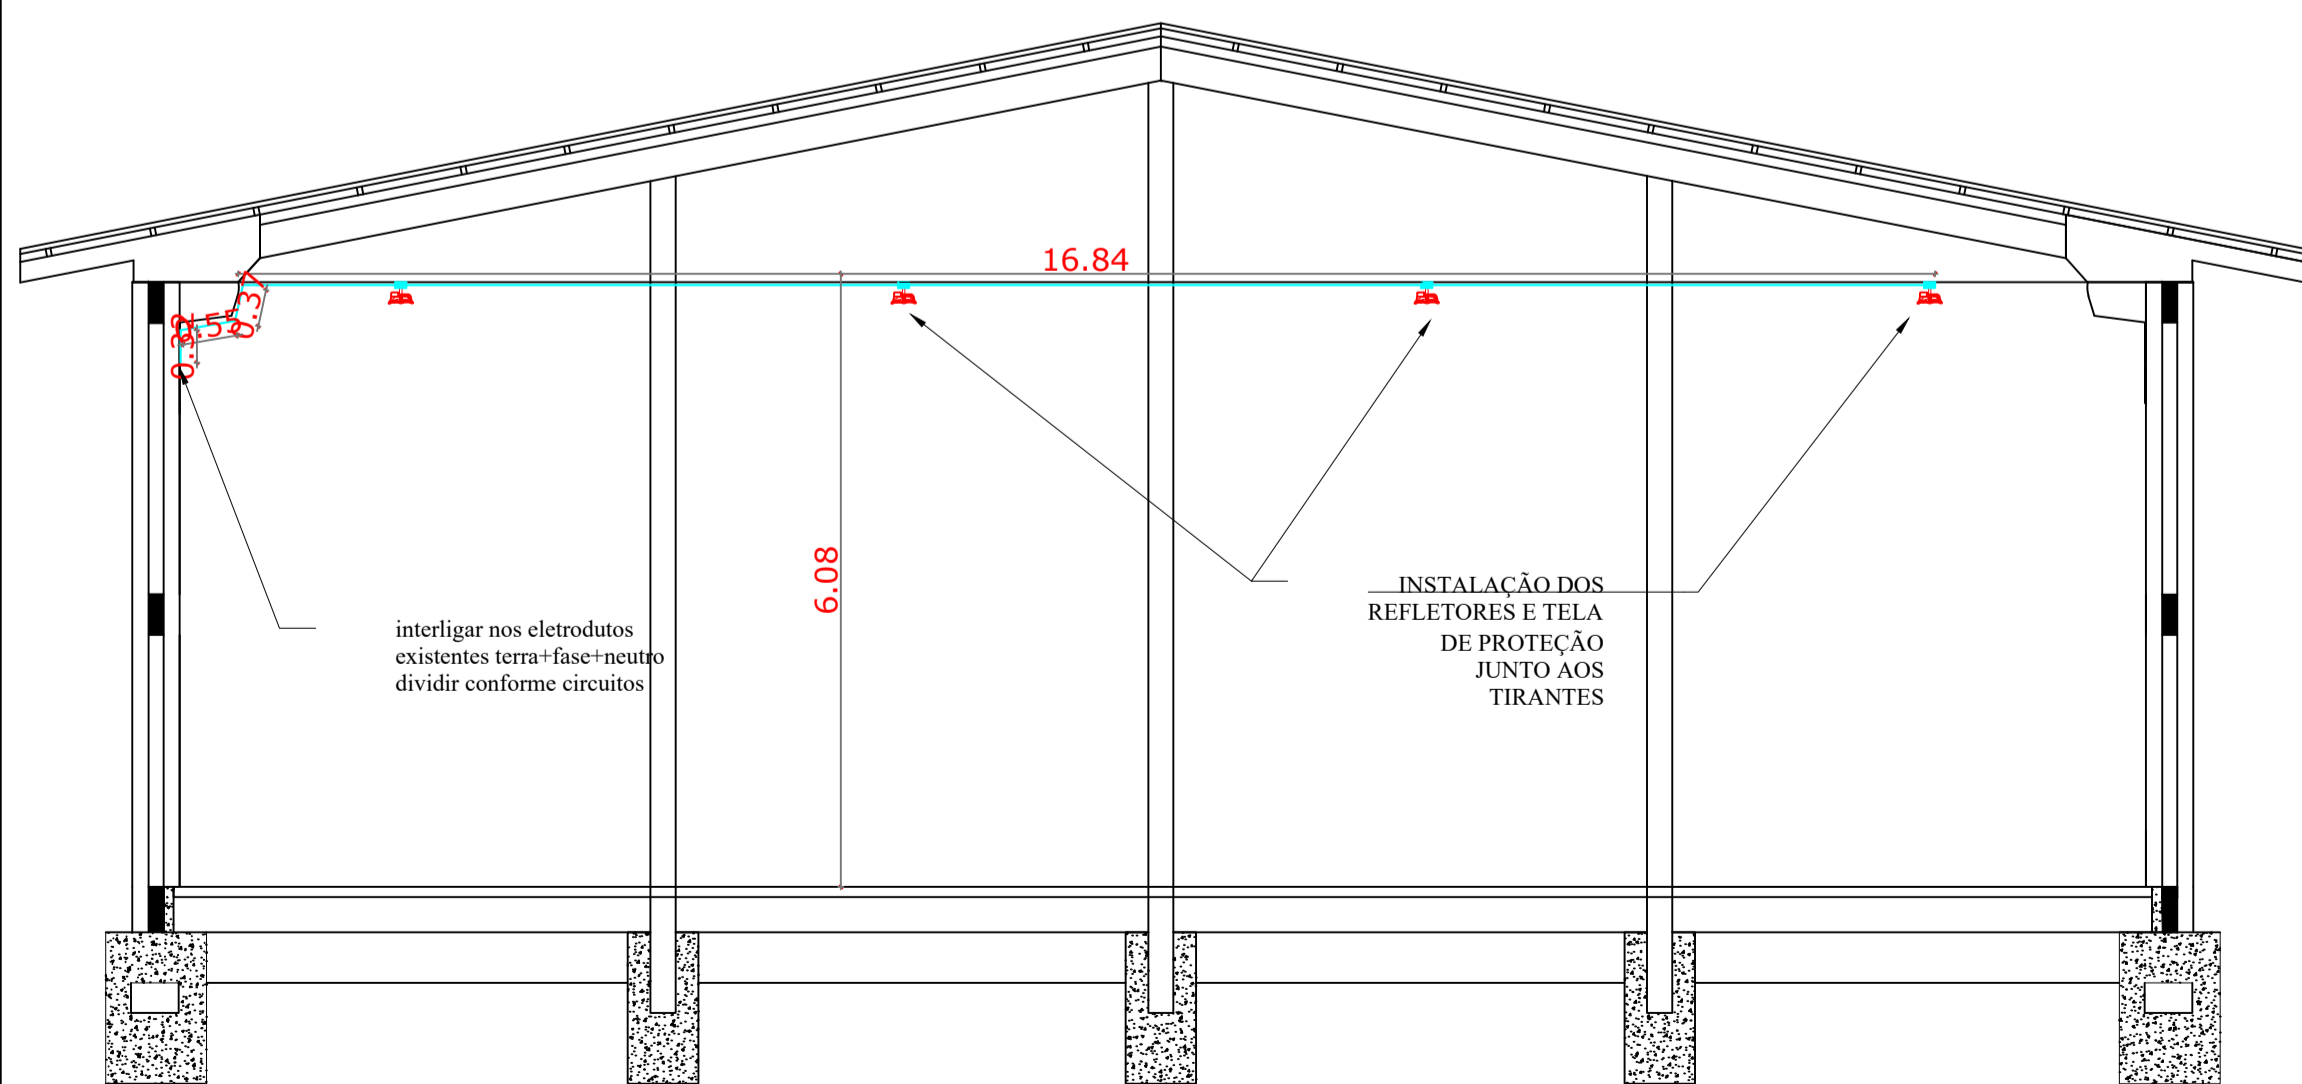 16.84
0.37
.55
6.08
interligar nos eletrodutos
existentes terra+fase+neutro
dividir conforme circuitos
INSTALAÇÃO DOS
REFLETORES E TELA
DE PROTEÇÃO
JUNTO AOS
TIRANTES